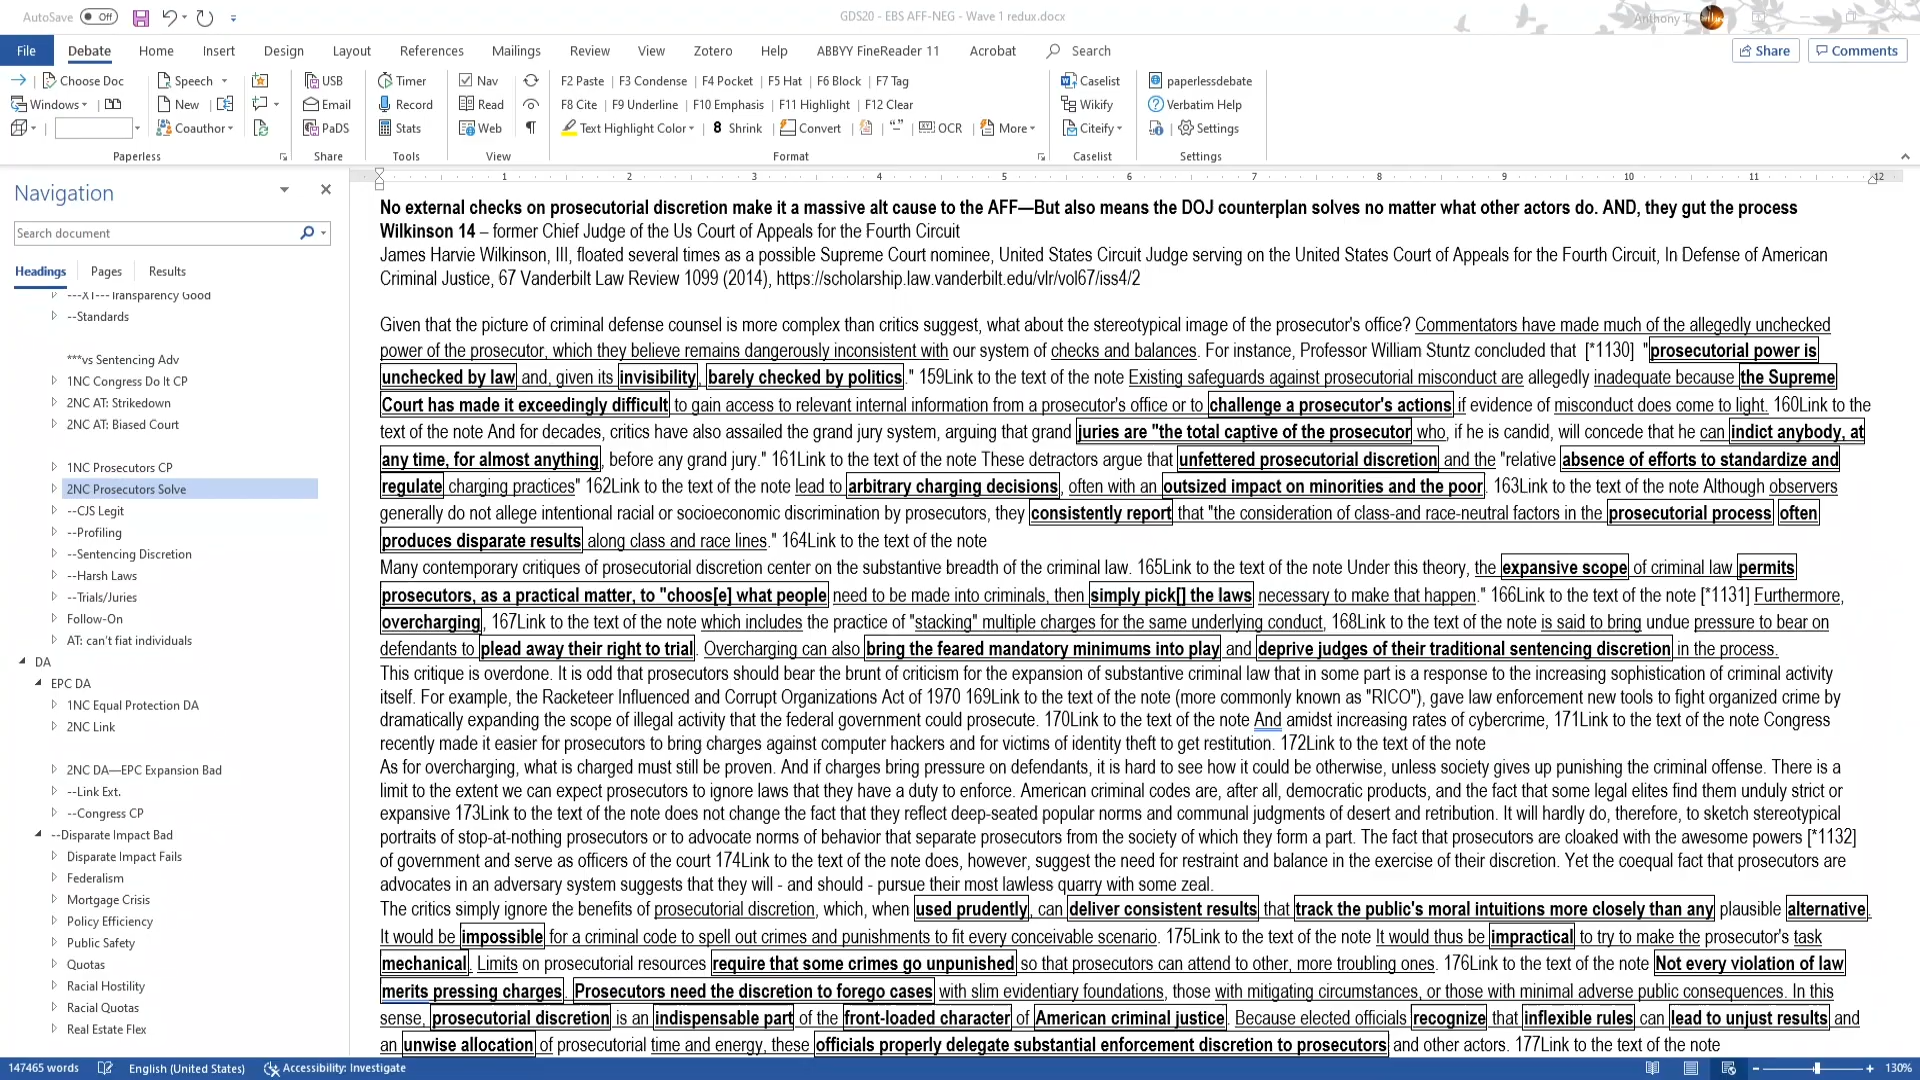 AutoSave Off
GDS20 - EBS AFF-NEG - Wave 1 redux.docx
Anthony T
File Debate Home Insert Design Layout References Mailings Review View Zotero Help ABBYY FineReader 11 Acrobat Search Share Comments
Choose Doc Speech USB Timer Nav F2 Paste F3 Condense F4 Pocket F5 Hat F6 Block F7 Tag Caselist paperlessdebate
Windows New Email Record Read F8 Cite F9 Underline F10 Emphasis F11 Highlight F12 Clear Wikify Verbatim Help
Coauthor PaDS Stats Web ¶ Text Highlight Color 8 Shrink Convert OCR More Citeify Settings
Paperless Share Tools View Format Caselist Settings
1 2 3 4 5 6 7 8 9 10 11 12
Navigation
Search document
Headings Pages Results
---XT---Transparency Good
--Standards
***vs Sentencing Adv
1NC Congress Do It CP
2NC AT: Strikedown
2NC AT: Biased Court
1NC Prosecutors CP
2NC Prosecutors Solve
--CJS Legit
--Profiling
--Sentencing Discretion
--Harsh Laws
--Trials/Juries
Follow-On
AT: can't fiat individuals
DA
EPC DA
1NC Equal Protection DA
2NC Link
2NC DA—EPC Expansion Bad
--Link Ext.
--Congress CP
--Disparate Impact Bad
Disparate Impact Fails
Federalism
Mortgage Crisis
Policy Efficiency
Public Safety
Quotas
Racial Hostility
Racial Quotas
Real Estate Flex
No external checks on prosecutorial discretion make it a massive alt cause to the AFF—But also means the DOJ counterplan solves no matter what other actors do. AND, they gut the process
Wilkinson 14 – former Chief Judge of the Us Court of Appeals for the Fourth Circuit
James Harvie Wilkinson, III, floated several times as a possible Supreme Court nominee, United States Circuit Judge serving on the United States Court of Appeals for the Fourth Circuit, In Defense of American
Criminal Justice, 67 Vanderbilt Law Review 1099 (2014), https://scholarship.law.vanderbilt.edu/vlr/vol67/iss4/2
Given that the picture of criminal defense counsel is more complex than critics suggest, what about the stereotypical image of the prosecutor's office? Commentators have made much of the allegedly unchecked
power of the prosecutor, which they believe remains dangerously inconsistent with our system of checks and balances. For instance, Professor William Stuntz concluded that [*1130] "prosecutorial power is
unchecked by law and, given its invisibility, barely checked by politics." 159Link to the text of the note Existing safeguards against prosecutorial misconduct are allegedly inadequate because the Supreme
Court has made it exceedingly difficult to gain access to relevant internal information from a prosecutor's office or to challenge a prosecutor's actions if evidence of misconduct does come to light. 160Link to the
text of the note And for decades, critics have also assailed the grand jury system, arguing that grand juries are "the total captive of the prosecutor who, if he is candid, will concede that he can indict anybody, at
any time, for almost anything, before any grand jury." 161Link to the text of the note These detractors argue that unfettered prosecutorial discretion and the "relative absence of efforts to standardize and
regulate charging practices" 162Link to the text of the note lead to arbitrary charging decisions, often with an outsized impact on minorities and the poor. 163Link to the text of the note Although observers
generally do not allege intentional racial or socioeconomic discrimination by prosecutors, they consistently report that "the consideration of class-and race-neutral factors in the prosecutorial process often
produces disparate results along class and race lines." 164Link to the text of the note
Many contemporary critiques of prosecutorial discretion center on the substantive breadth of the criminal law. 165Link to the text of the note Under this theory, the expansive scope of criminal law permits
prosecutors, as a practical matter, to "choos[e] what people need to be made into criminals, then simply pick[] the laws necessary to make that happen." 166Link to the text of the note [*1131] Furthermore,
overcharging, 167Link to the text of the note which includes the practice of "stacking" multiple charges for the same underlying conduct, 168Link to the text of the note is said to bring undue pressure to bear on
defendants to plead away their right to trial. Overcharging can also bring the feared mandatory minimums into play and deprive judges of their traditional sentencing discretion in the process.
This critique is overdone. It is odd that prosecutors should bear the brunt of criticism for the expansion of substantive criminal law that in some part is a response to the increasing sophistication of criminal activity
itself. For example, the Racketeer Influenced and Corrupt Organizations Act of 1970 169Link to the text of the note (more commonly known as "RICO"), gave law enforcement new tools to fight organized crime by
dramatically expanding the scope of illegal activity that the federal government could prosecute. 170Link to the text of the note And amidst increasing rates of cybercrime, 171Link to the text of the note Congress
recently made it easier for prosecutors to bring charges against computer hackers and for victims of identity theft to get restitution. 172Link to the text of the note
As for overcharging, what is charged must still be proven. And if charges bring pressure on defendants, it is hard to see how it could be otherwise, unless society gives up punishing the criminal offense. There is a
limit to the extent we can expect prosecutors to ignore laws that they have a duty to enforce. American criminal codes are, after all, democratic products, and the fact that some legal elites find them unduly strict or
expansive 173Link to the text of the note does not change the fact that they reflect deep-seated popular norms and communal judgments of desert and retribution. It will hardly do, therefore, to sketch stereotypical
portraits of stop-at-nothing prosecutors or to advocate norms of behavior that separate prosecutors from the society of which they form a part. The fact that prosecutors are cloaked with the awesome powers [*1132]
of government and serve as officers of the court 174Link to the text of the note does, however, suggest the need for restraint and balance in the exercise of their discretion. Yet the coequal fact that prosecutors are
advocates in an adversary system suggests that they will - and should - pursue their most lawless quarry with some zeal.
The critics simply ignore the benefits of prosecutorial discretion, which, when used prudently, can deliver consistent results that track the public's moral intuitions more closely than any plausible alternative.
It would be impossible for a criminal code to spell out crimes and punishments to fit every conceivable scenario. 175Link to the text of the note It would thus be impractical to try to make the prosecutor's task
mechanical. Limits on prosecutorial resources require that some crimes go unpunished so that prosecutors can attend to other, more troubling ones. 176Link to the text of the note Not every violation of law
merits pressing charges. Prosecutors need the discretion to forego cases with slim evidentiary foundations, those with mitigating circumstances, or those with minimal adverse public consequences. In this
sense, prosecutorial discretion is an indispensable part of the front-loaded character of American criminal justice. Because elected officials recognize that inflexible rules can lead to unjust results and
an unwise allocation of prosecutorial time and energy, these officials properly delegate substantial enforcement discretion to prosecutors and other actors. 177Link to the text of the note
147465 words English (United States) Accessibility: Investigate 130%